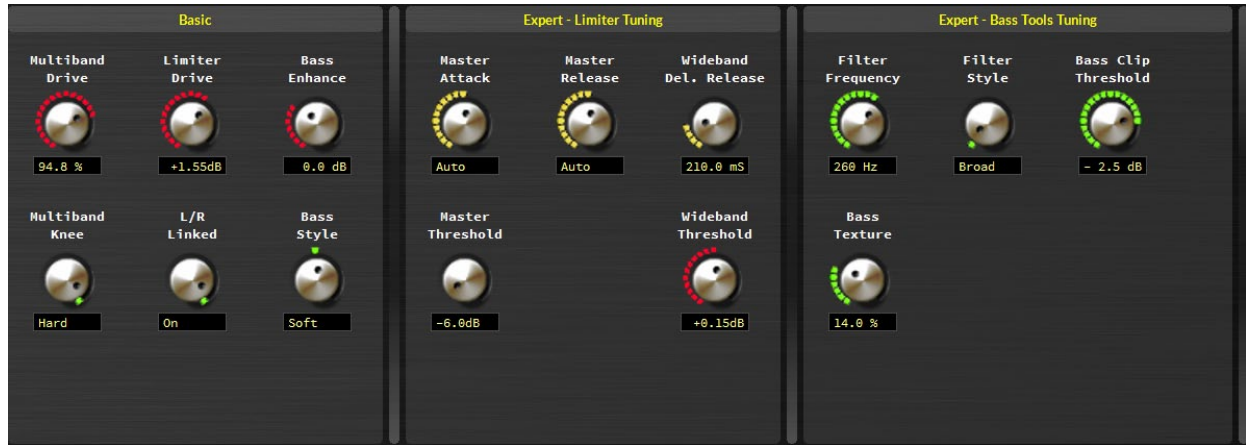 Basic
Multiband Drive
Limiter Drive
Bass Enhance
94.8 %
+1.55dB
0.0 dB
Multiband Knee
L/R Linked
Bass Style
Hard
On
Soft
Expert - Limiter Tuning
Master Attack
Master Release
Wideband Del. Release
Auto
Auto
210.0 mS
Master Threshold
Wideband Threshold
-6.0dB
+0.15dB
Expert - Bass Tools Tuning
Filter Frequency
Filter Style
Bass Clip Threshold
260 Hz
Broad
- 2.5 dB
Bass Texture
14.0 %